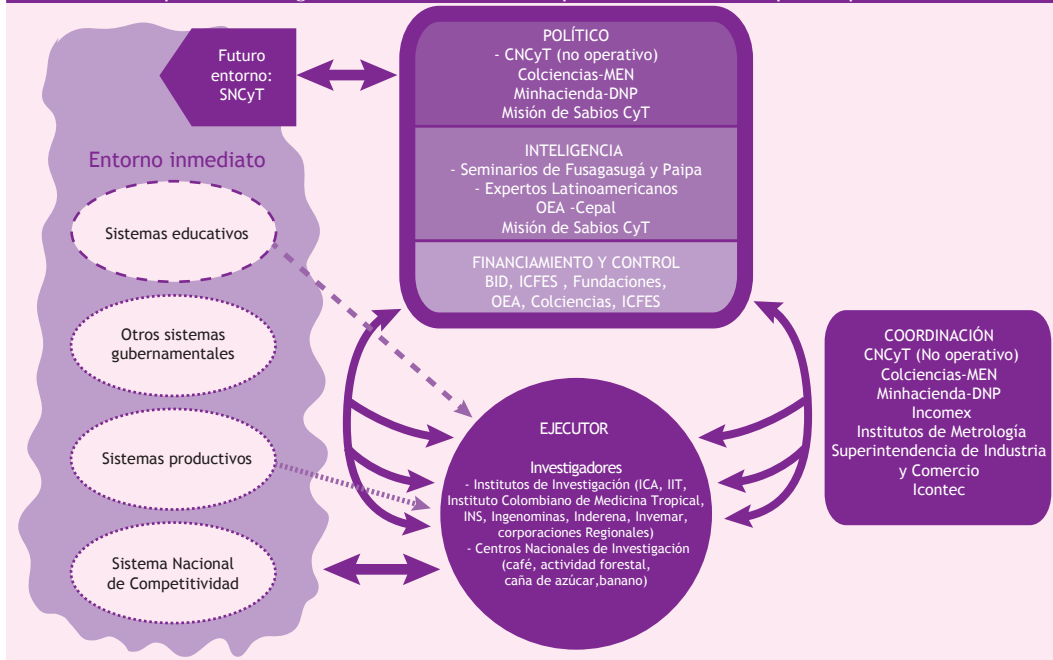 Futuro
entorno:
SNCyT
POLÍTICO
- CNCyT (no operativo)
Colciencias-MEN
Minhacienda-DNP
Misión de Sabios CyT
INTELIGENCIA
- Seminarios de Fusagasugá y Paipa
- Expertos Latinoamericanos
OEA -Cepal
Misión de Sabios CyT
FINANCIAMIENTO Y CONTROL
BID, ICFES , Fundaciones,
OEA, Colciencias, ICFES
Entorno inmediato
Sistemas educativos
Otros sistemas
gubernamentales
Sistemas productivos
Sistema Nacional
de Competitividad
EJECUTOR
Investigadores
- Institutos de Investigación (ICA, IIT,
Instituto Colombiano de Medicina Tropical,
INS, Ingenominas, Inderena, Invemar,
corporaciones Regionales)
- Centros Nacionales de Investigación
(café, actividad forestal,
caña de azúcar,banano)
COORDINACIÓN
CNCyT (No operativo)
Colciencias-MEN
Minhacienda-DNP
Incomex
Institutos de Metrología
Superintendencia de Industria
y Comercio
Icontec